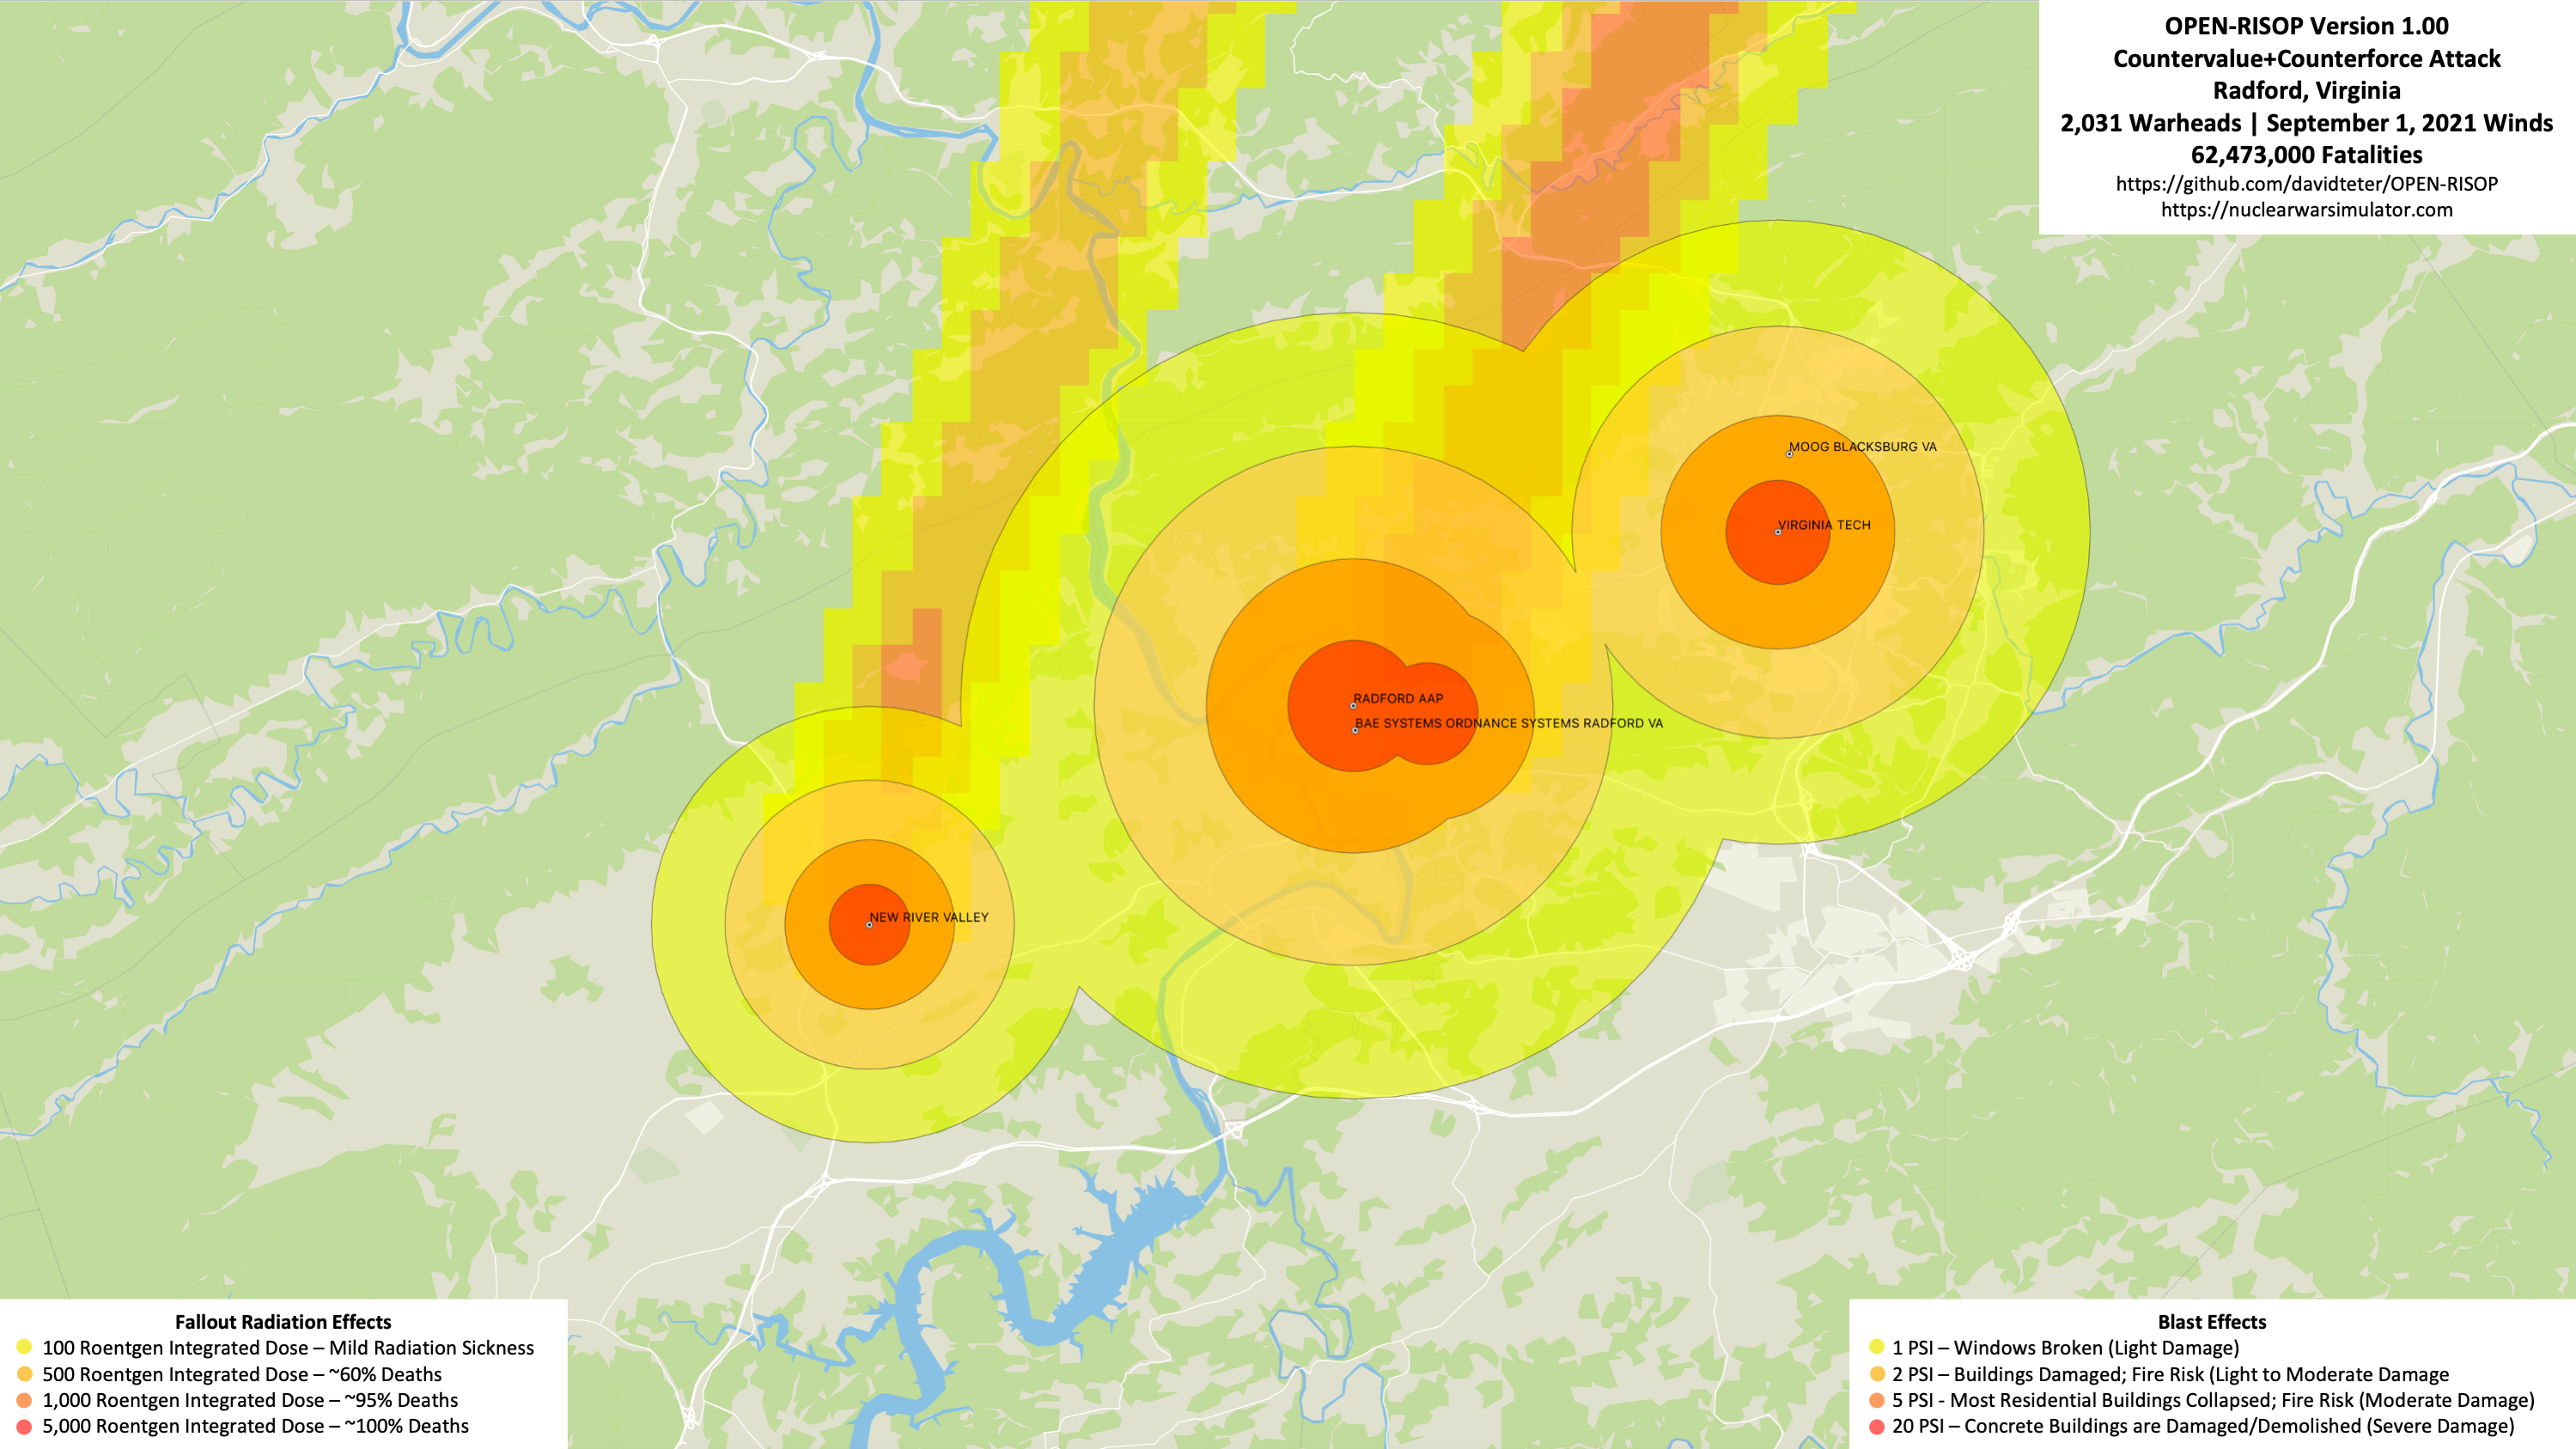 OPEN-RISOP Version 1.00
Countervalue+Counterforce Attack
Radford, Virginia
2,031 Warheads | September 1, 2021 Winds
62,473,000 Fatalities
https://github.com/davidteter/OPEN-RISOP
https://nuclearwarsimulator.com
MOOG BLACKSBURG VA
VIRGINIA TECH
RADFORD AAP
BAE SYSTEMS ORDNANCE SYSTEMS RADFORD VA
NEW RIVER VALLEY
Fallout Radiation Effects
100 Roentgen Integrated Dose – Mild Radiation Sickness
500 Roentgen Integrated Dose – ~60% Deaths
1,000 Roentgen Integrated Dose – ~95% Deaths
5,000 Roentgen Integrated Dose – ~100% Deaths
Blast Effects
1 PSI – Windows Broken (Light Damage)
2 PSI – Buildings Damaged; Fire Risk (Light to Moderate Damage
5 PSI - Most Residential Buildings Collapsed; Fire Risk (Moderate Damage)
20 PSI – Concrete Buildings are Damaged/Demolished (Severe Damage)